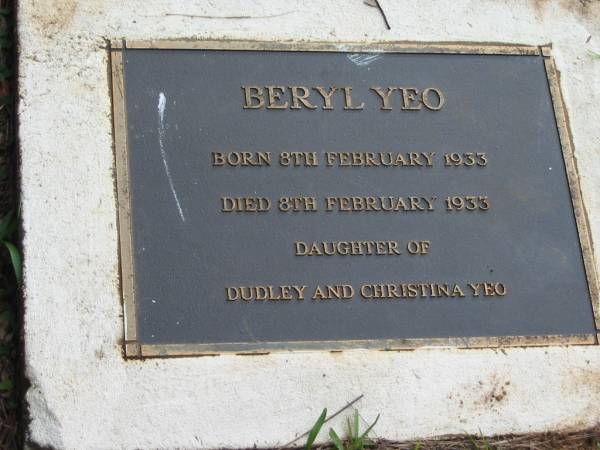 BERYL YEO
BORN 8TH FEBRUARY 1933
DIED 8TH FEBRUARY 1933
DAUGHTER OF
DUDLEY AND CHRISTINA YEO